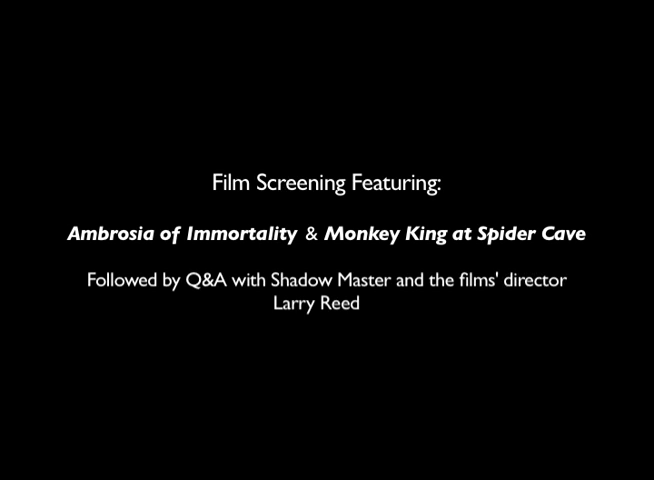 Film Screening Featuring:
Ambrosia of Immortality & Monkey King at Spider Cave
Followed by Q&A with Shadow Master and the films' director
Larry Reed